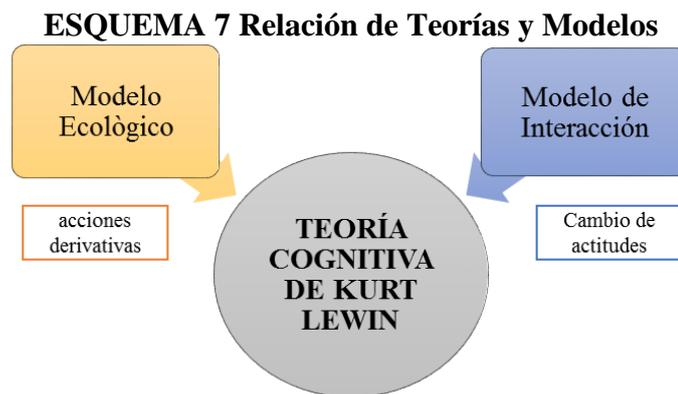 ESQUEMA 7 Relación de Teorías y Modelos
Modelo
Ecològico
Modelo de
Interacción
acciones
derivativas
Cambio de
actitudes
TEORÍA
COGNITIVA
DE KURT
LEWIN